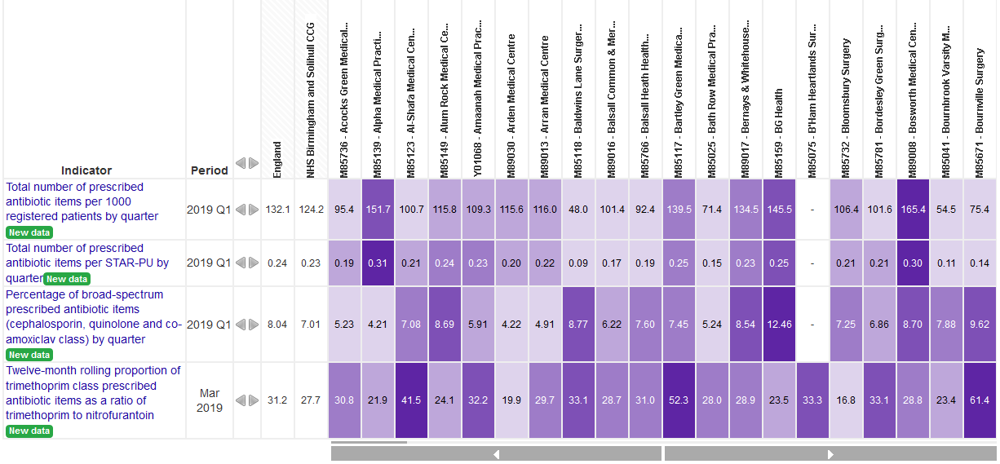 Indicator
Period
England
NHS Birmingham and Solihull CCG
M85736 - Acocks Green Medical...
M85139 - Alpha Medical Practi...
M85123 - Al-Shafa Medical Cen...
M85149 - Alum Rock Medical Ce...
Y01068 - Amaanah Medical Prac...
M89030 - Arden Medical Centre
M89013 - Arran Medical Centre
M85118 - Baldwins Lane Surger...
M89016 - Balsall Common & Mer...
M85766 - Balsall Heath Health...
M85117 - Bartley Green Medica...
M85025 - Bath Row Medical Pra...
M89017 - Bernays & Whitehouse...
M85159 - BG Health
M85075 - B'Ham Heartlands Sur...
M85732 - Bloomsbury Surgery
M85781 - Bordesley Green Surg...
M89008 - Bosworth Medical Cen...
M85041 - Bournbrook Varsity M...
M85671 - Bournville Surgery
Total number of prescribed
antibiotic items per 1000
registered patients by quarter
New data
2019 Q1 132.1 124.2 95.4 151.7 100.7 115.8 109.3 115.6 116.0 48.0 101.4 92.4 139.5 71.4 134.5 145.5 - 106.4 101.6 165.4 54.5 75.4
Total number of prescribed
antibiotic items per STAR-PU by
quarter New data
2019 Q1 0.24 0.23 0.19 0.31 0.21 0.24 0.23 0.20 0.22 0.09 0.17 0.19 0.25 0.15 0.23 0.25 - 0.21 0.21 0.30 0.11 0.14
Percentage of broad-spectrum
prescribed antibiotic items
(cephalosporin, quinolone and co-
amoxiclav class) by quarter
New data
2019 Q1 8.04 7.01 5.23 4.21 7.08 8.69 5.91 4.22 4.91 8.77 6.22 7.60 7.45 5.24 8.54 12.46 - 7.25 6.86 8.70 7.88 9.62
Twelve-month rolling proportion of
trimethoprim class prescribed
antibiotic items as a ratio of
trimethoprim to nitrofurantoin
New data
Mar
2019
31.2 27.7 30.8 21.9 41.5 24.1 32.2 19.9 29.7 33.1 28.7 31.0 52.3 28.0 28.9 23.5 33.3 16.8 33.1 28.8 23.4 61.4